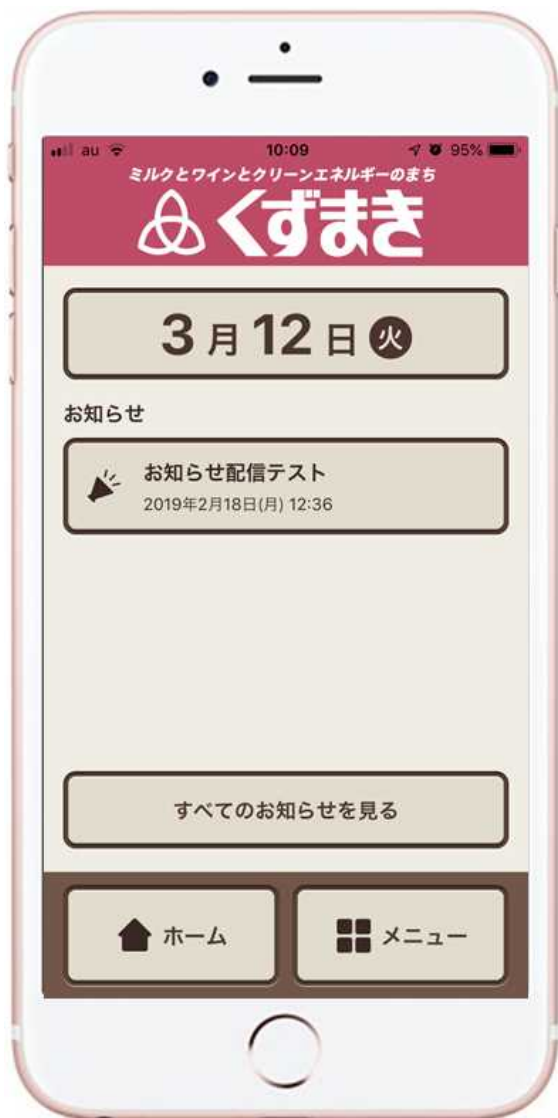 au 10:09 95%
ミルクとワインとクリーンエネルギーのまち
くずまき
3月12日 火
お知らせ
お知らせ配信テスト
2019年2月18日(月) 12:36
すべてのお知らせを見る
ホーム メニュー